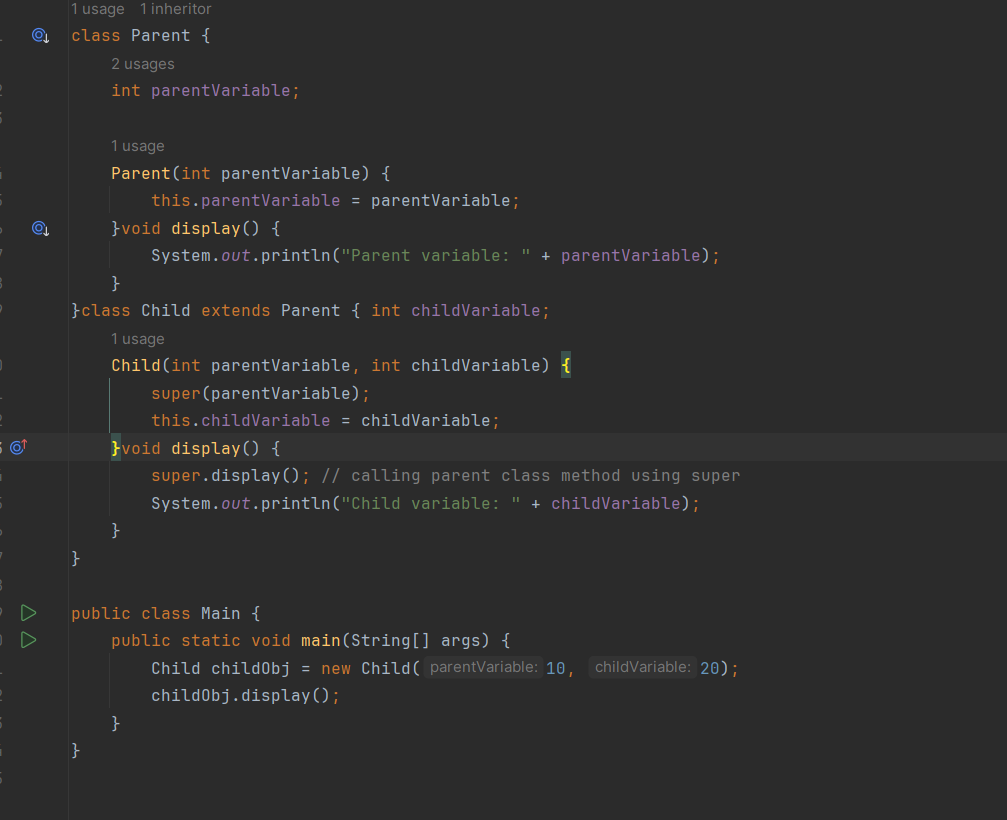 1 usage 1 inheritor
class Parent {
2 usages
int parentVariable;
1 usage
Parent(int parentVariable) {
this.parentVariable = parentVariable;
}void display() {
System.out.println("Parent variable: " + parentVariable);
}
}class Child extends Parent { int childVariable;
1 usage
Child(int parentVariable, int childVariable) {
super(parentVariable);
this.childVariable = childVariable;
}void display() {
super.display(); // calling parent class method using super
System.out.println("Child variable: " + childVariable);
}
}
public class Main {
public static void main(String[] args) {
Child childObj = new Child( parentVariable: 10, childVariable: 20);
childObj.display();
}
}